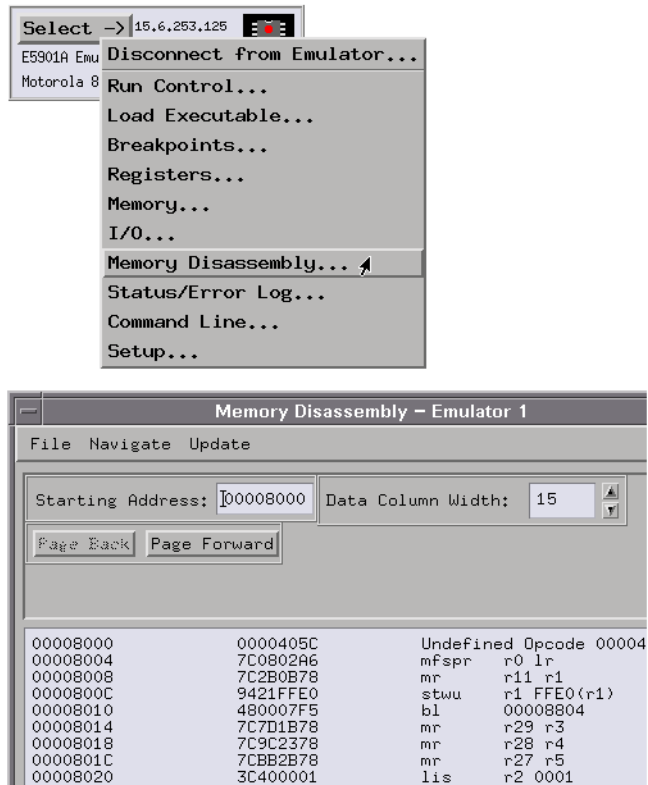 Select -> 15.6.253.125
E5901A Emu
Motorola 8
Disconnect from Emulator...
Run Control...
Load Executable...
Breakpoints...
Registers...
Memory...
I/O...
Memory Disassembly...
Status/Error Log...
Command Line...
Setup...
Memory Disassembly – Emulator 1
File Navigate Update
Starting Address: 00008000 Data Column Width: 15
Page Back Page Forward
00008000 0000405C Undefined Opcode 00004
00008004 7C0802A6 mfspr r0 lr
00008008 7C2B0B78 mr r11 r1
0000800C 9421FFE0 stwu r1 FFE0(r1)
00008010 480007F5 bl 00008804
00008014 7C7D1B78 mr r29 r3
00008018 7C9C2378 mr r28 r4
0000801C 7CBB2B78 mr r27 r5
00008020 3C400001 lis r2 0001